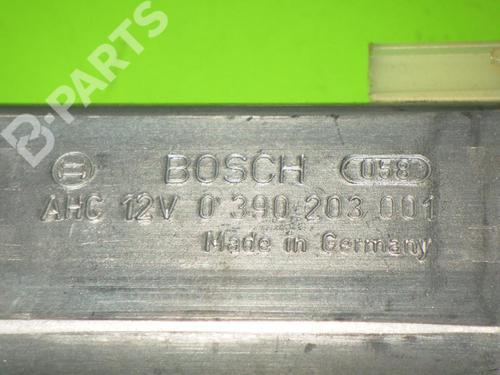 B-PARTS
BOSCH 058
AHC 12V 0 390 203 001
Made in Germany